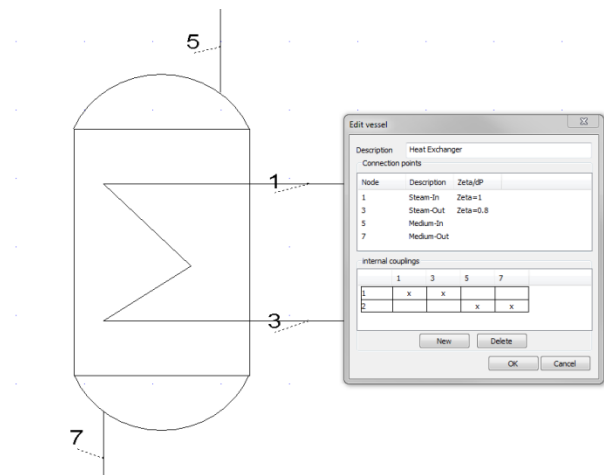 5
1
3
7
Edit vessel
Description Heat Exchanger
Connection points
Node Description Zeta/dP
1 Steam-In Zeta=1
3 Steam-Out Zeta=0.8
5 Medium-In
7 Medium-Out
internal couplings
1 3 5 7
1 x x
2 x x
New Delete
OK Cancel